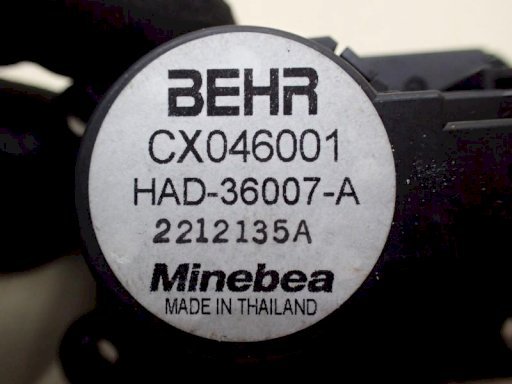 BEHR
CX046001
HAD-36007-A
2212135A
Minebea
MADE IN THAILAND